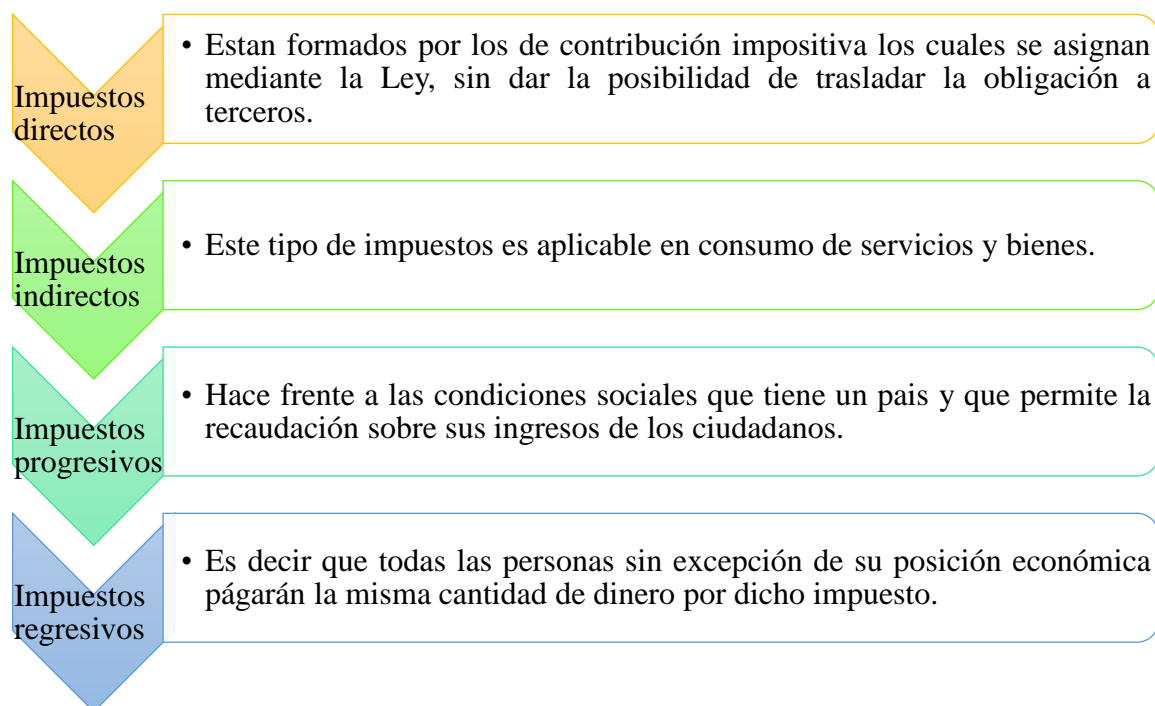 Impuestos
directos
• Estan formados por los de contribución impositiva los cuales se asignan
mediante la Ley, sin dar la posibilidad de trasladar la obligación a
terceros.
Impuestos
indirectos
• Este tipo de impuestos es aplicable en consumo de servicios y bienes.
Impuestos
progresivos
• Hace frente a las condiciones sociales que tiene un pais y que permite la
recaudación sobre sus ingresos de los ciudadanos.
Impuestos
regresivos
• Es decir que todas las personas sin excepción de su posición económica
págarán la misma cantidad de dinero por dicho impuesto.